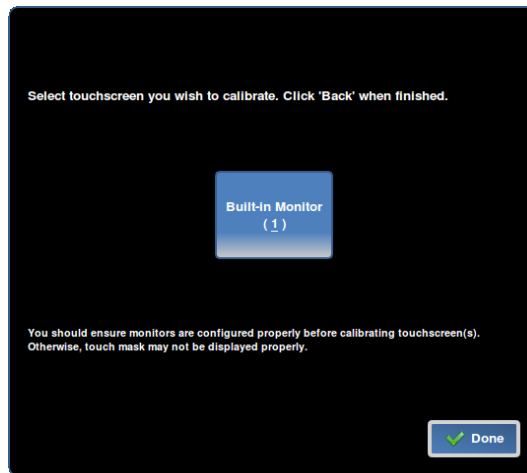 Select touchscreen you wish to calibrate. Click 'Back' when finished.
Built-in Monitor
( 1 )
You should ensure monitors are configured properly before calibrating touchscreen(s).
Otherwise, touch mask may not be displayed properly.
Done